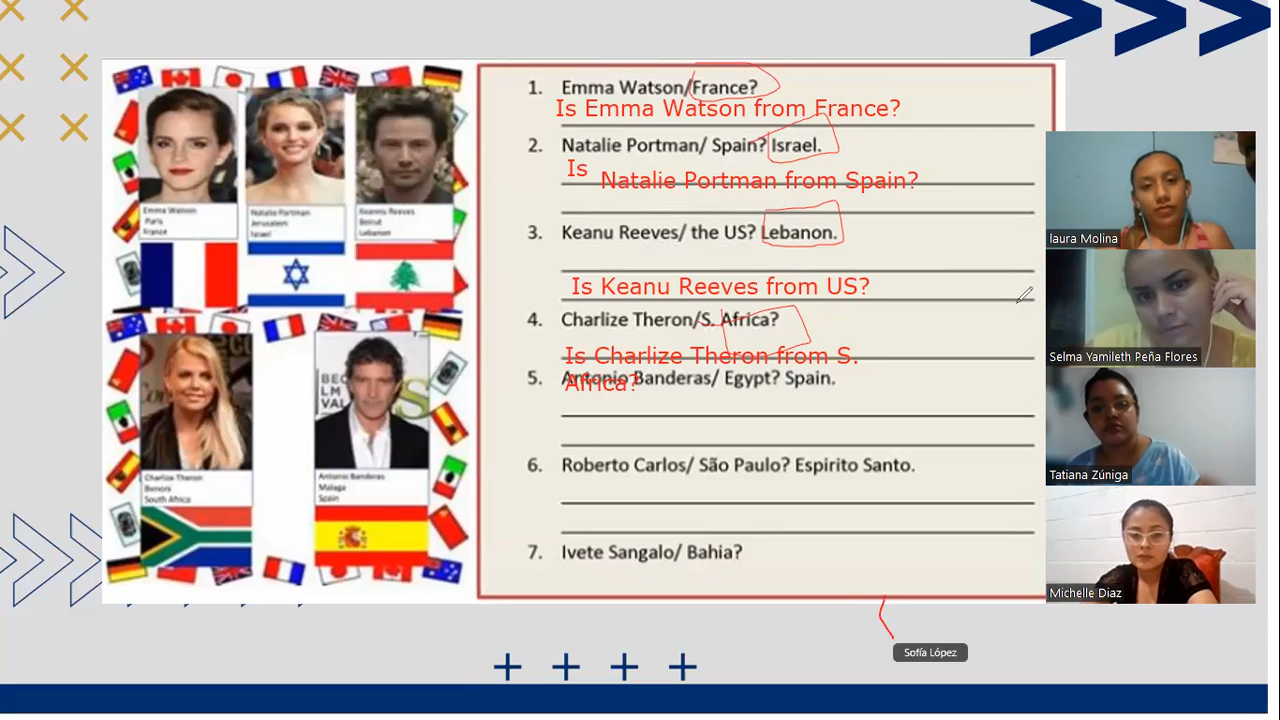 Emma Watson
Paris
France
Natalie Portman
Jerusalem
Israel
Keannu Reeves
Beirut
Lebanon
Charlize Theron
Benoni
South Africa
Antonio Banderas
Malaga
Spain
1. Emma Watson/France?
Is Emma Watson from France?
2. Natalie Portman/ Spain? Israel.
Is Natalie Portman from Spain?
3. Keanu Reeves/ the US? Lebanon.
Is Keanu Reeves from US?
4. Charlize Theron/S. Africa?
Is Charlize Theron from S.
Africa?
5. Antonio Banderas/ Egypt? Spain.
6. Roberto Carlos/ São Paulo? Espirito Santo.
7. Ivete Sangalo/ Bahia?
laura Molina
Selma Yamileth Peña Flores
Tatiana Zúniga
Michelle Diaz
Sofía López